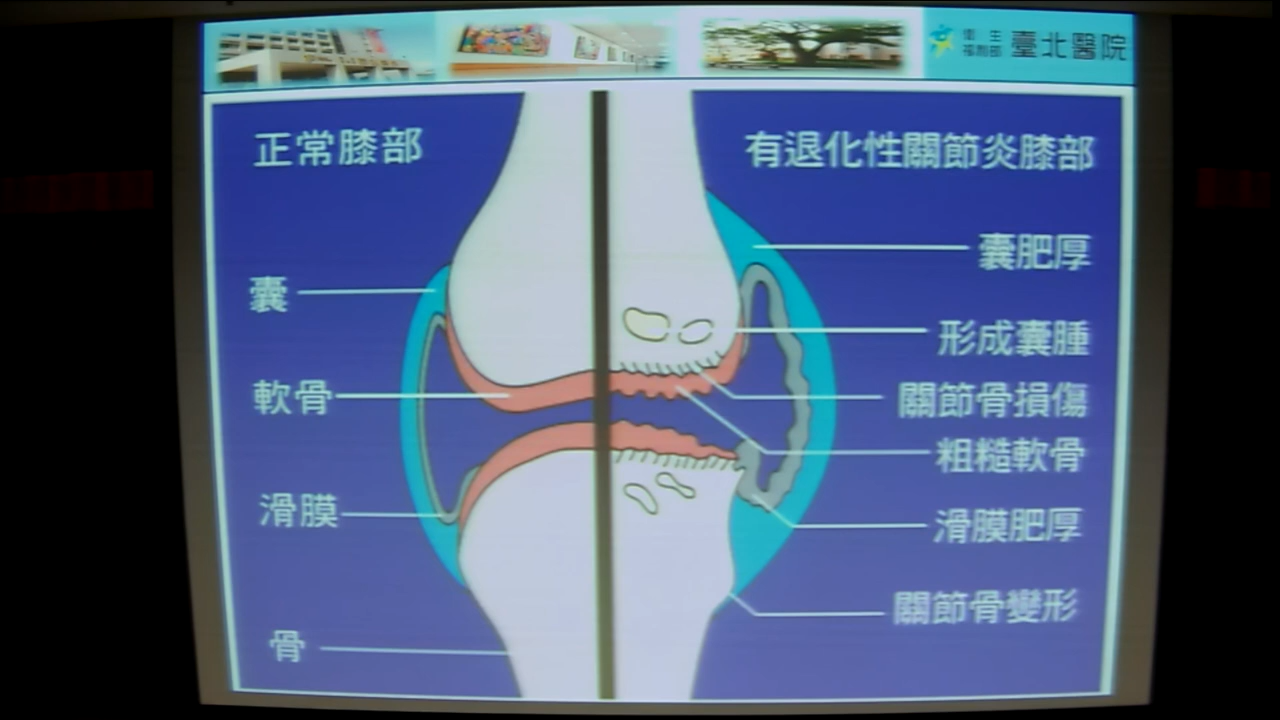 衛生
福利部
臺北醫院
正常膝部
有退化性關節炎膝部
囊
軟骨
滑膜
骨
囊肥厚
形成囊腫
關節骨損傷
粗糙軟骨
滑膜肥厚
關節骨變形